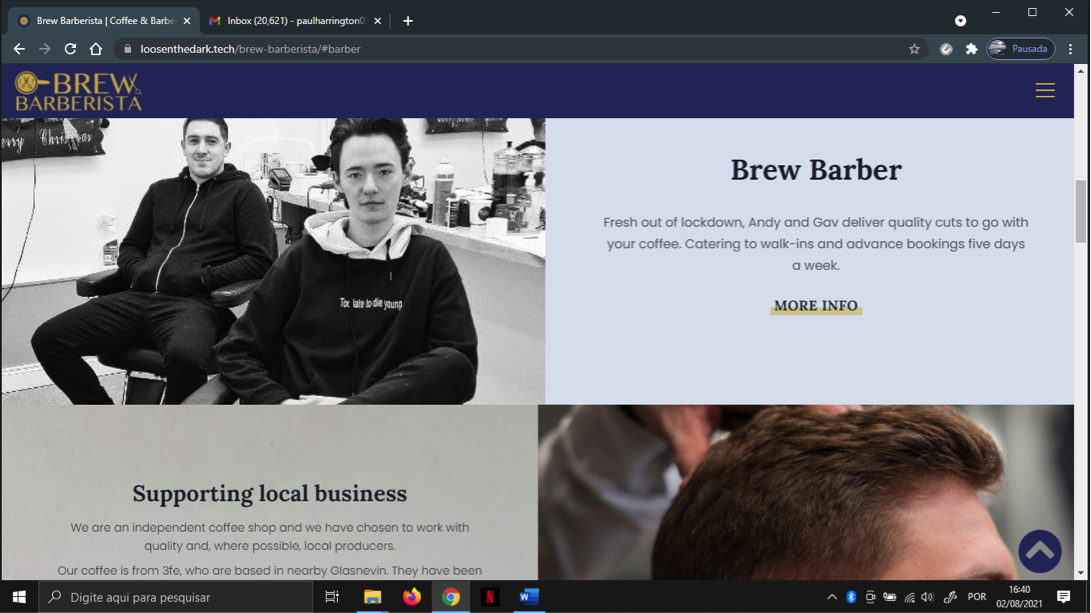 Brew Barberista | Coffee & Barbe
Inbox (20,621) - paulharrington05
loosenthedark.tech/brew-barberista/#barber
Pausada
BREW
BARBERISTA
Merry Christmas
Too late to die young
Brew Barber
Fresh out of lockdown, Andy and Gav deliver quality cuts to go with
your coffee. Catering to walk-ins and advance bookings five days
a week.
MORE INFO
Supporting local business
We are an independent coffee shop and we have chosen to work with
quality and, where possible, local producers.
Our coffee is from 3fe, who are based in nearby Glasnevin. They have been
Digite aqui para pesquisar
POR
16:40
02/08/2021